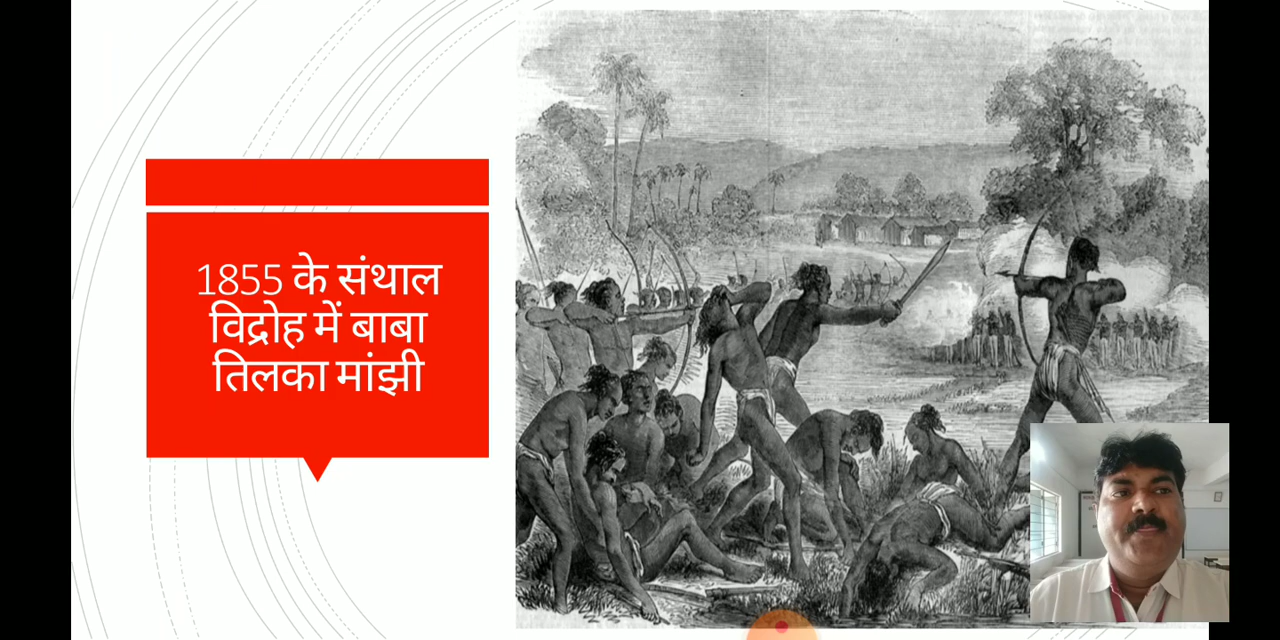 1855 के संथाल
विद्रोह में बाबा
तिलका मांझी